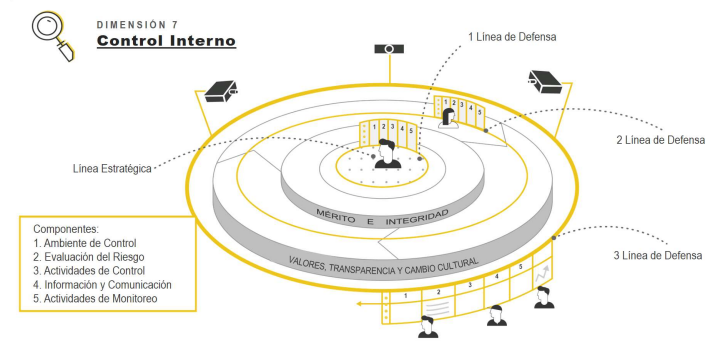 DIMENSIÓN 7
Control Interno
1 Línea de Defensa
1 2 3 4 5
1 2 3 4 5
2 Línea de Defensa
Línea Estratégica
MÉRITO E INTEGRIDAD
VALORES, TRANSPARENCIA Y CAMBIO CULTURAL
3 Línea de Defensa
Componentes:
1. Ambiente de Control
2. Evaluación del Riesgo
3. Actividades de Control
4. Información y Comunicación
5. Actividades de Monitoreo
1 2 3 4 5